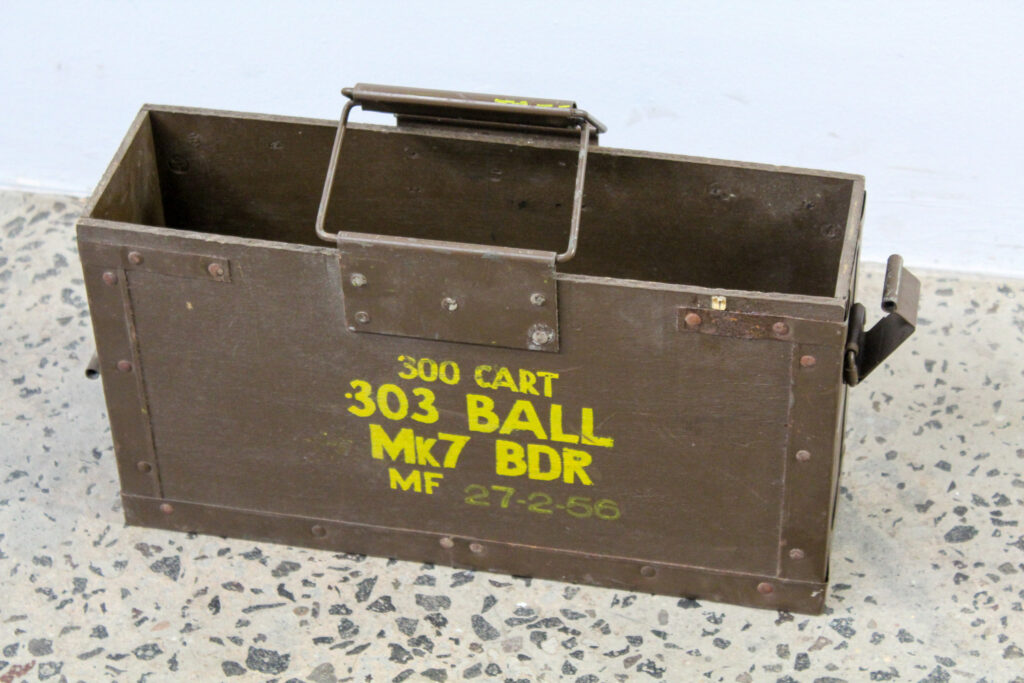 300 CART
.303 BALL
Mk7 BDR
MF 27-2-56